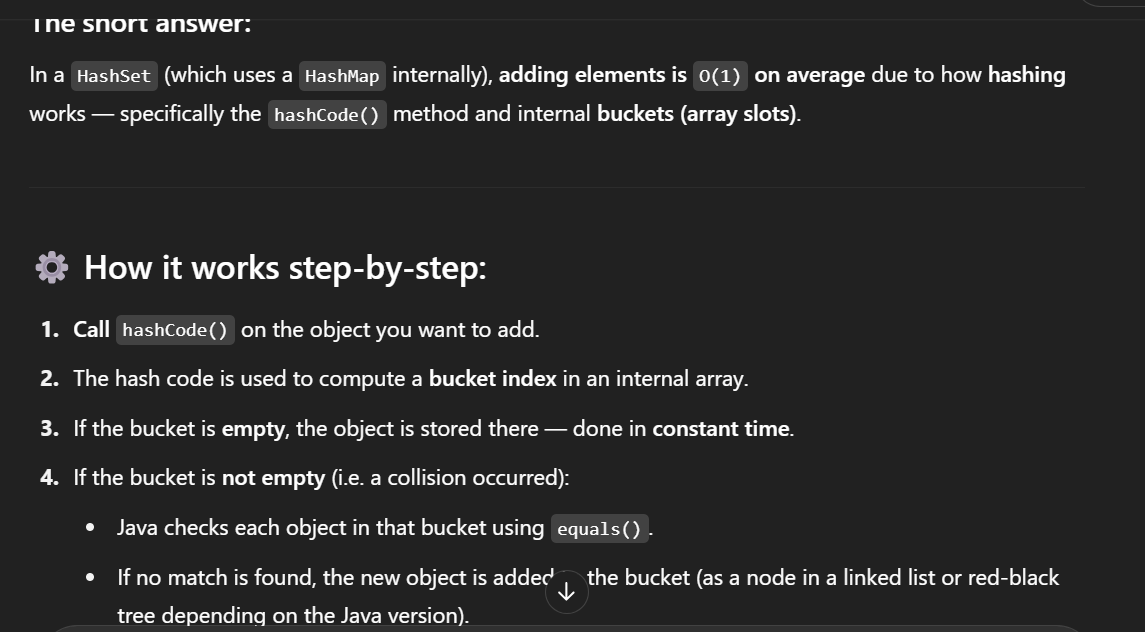 The short answer:
In a HashSet (which uses a HashMap internally), adding elements is O(1) on average due to how hashing
works — specifically the hashCode() method and internal buckets (array slots).
How it works step-by-step:
1. Call hashCode() on the object you want to add.
2. The hash code is used to compute a bucket index in an internal array.
3. If the bucket is empty, the object is stored there — done in constant time.
4. If the bucket is not empty (i.e. a collision occurred):
• Java checks each object in that bucket using equals().
• If no match is found, the new object is added the bucket (as a node in a linked list or red-black
tree depending on the Java version).